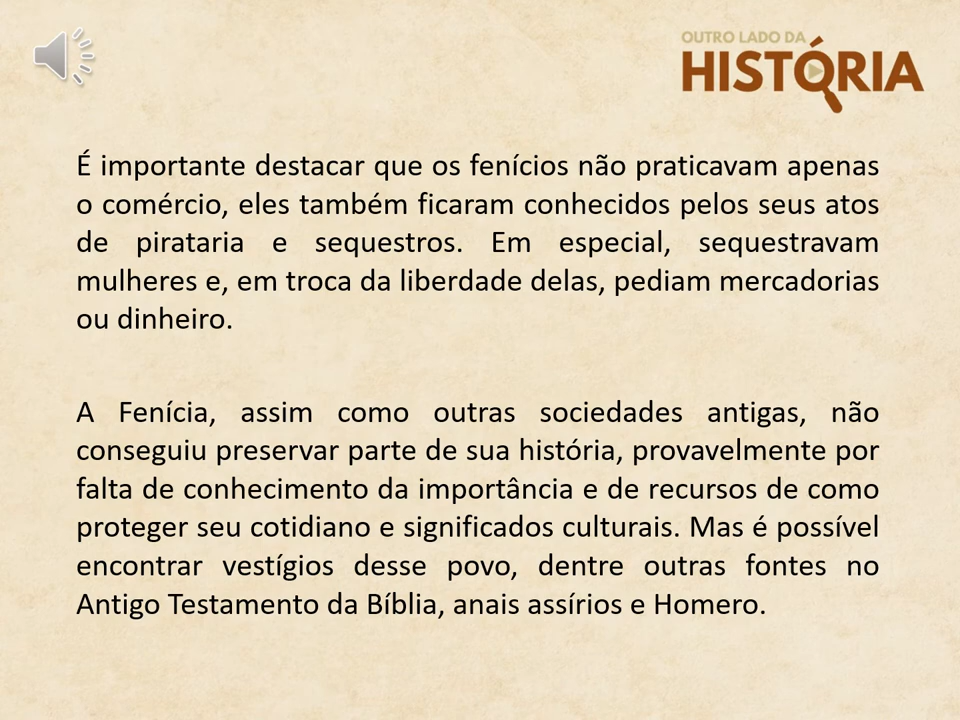 OUTRO LADO DA
HISTÓRIA
É importante destacar que os fenícios não praticavam apenas
o comércio, eles também ficaram conhecidos pelos seus atos
de pirataria e sequestros. Em especial, sequestravam
mulheres e, em troca da liberdade delas, pediam mercadorias
ou dinheiro.
A Fenícia, assim como outras sociedades antigas, não
conseguiu preservar parte de sua história, provavelmente por
falta de conhecimento da importância e de recursos de como
proteger seu cotidiano e significados culturais. Mas é possível
encontrar vestígios desse povo, dentre outras fontes no
Antigo Testamento da Bíblia, anais assírios e Homero.